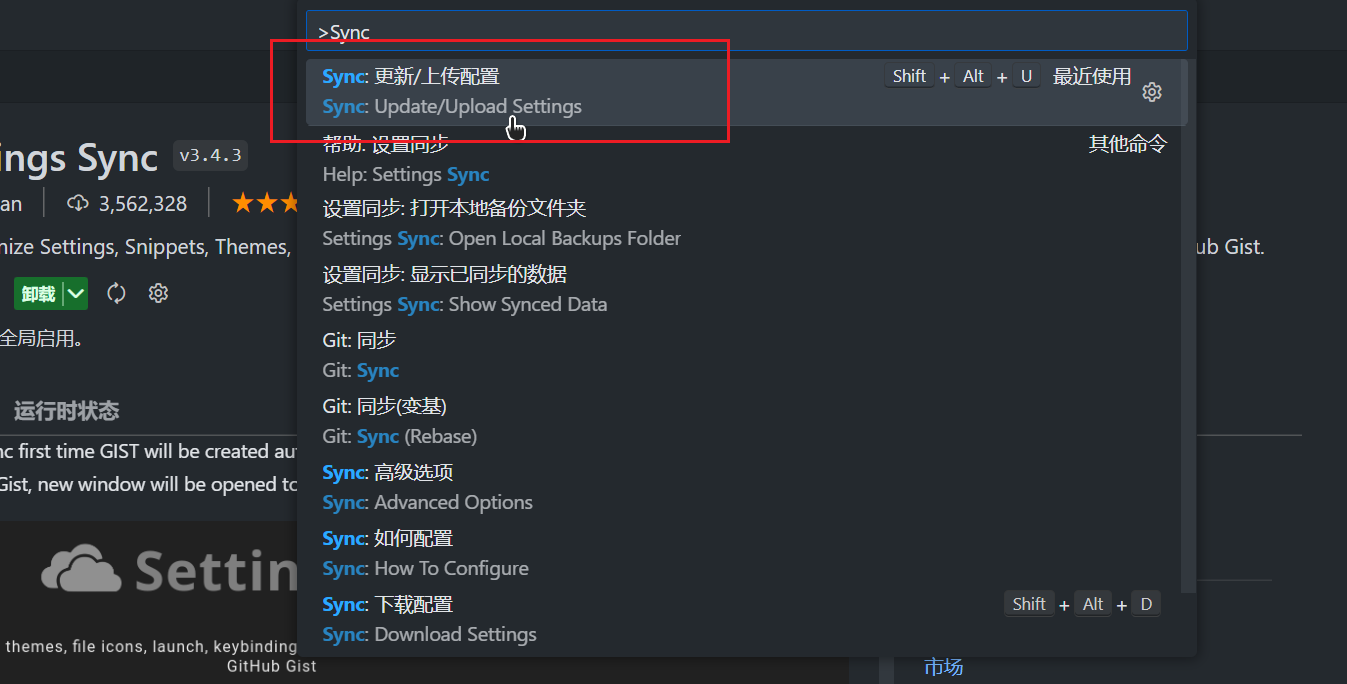 >Sync
Sync: 更新/上传配置
Shift + Alt + U 最近使用
Sync: Update/Upload Settings
帮助: 设置同步
其他命令
Help: Settings Sync
设置同步: 打开本地备份文件夹
Settings Sync: Open Local Backups Folder
设置同步: 显示已同步的数据
Settings Sync: Show Synced Data
Git: 同步
Git: Sync
Git: 同步(变基)
Git: Sync (Rebase)
Sync: 高级选项
Sync: Advanced Options
Sync: 如何配置
Sync: How To Configure
Sync: 下载配置
Shift + Alt + D
Sync: Download Settings
ings Sync v3.4.3
an 3,562,328
nize Settings, Snippets, Themes,
ub Gist.
卸载
全局启用。
运行时状态
nc first time GIST will be created au
Gist, new window will be opened to
Settin
themes, file icons, launch, keybinding
GitHub Gist
市场